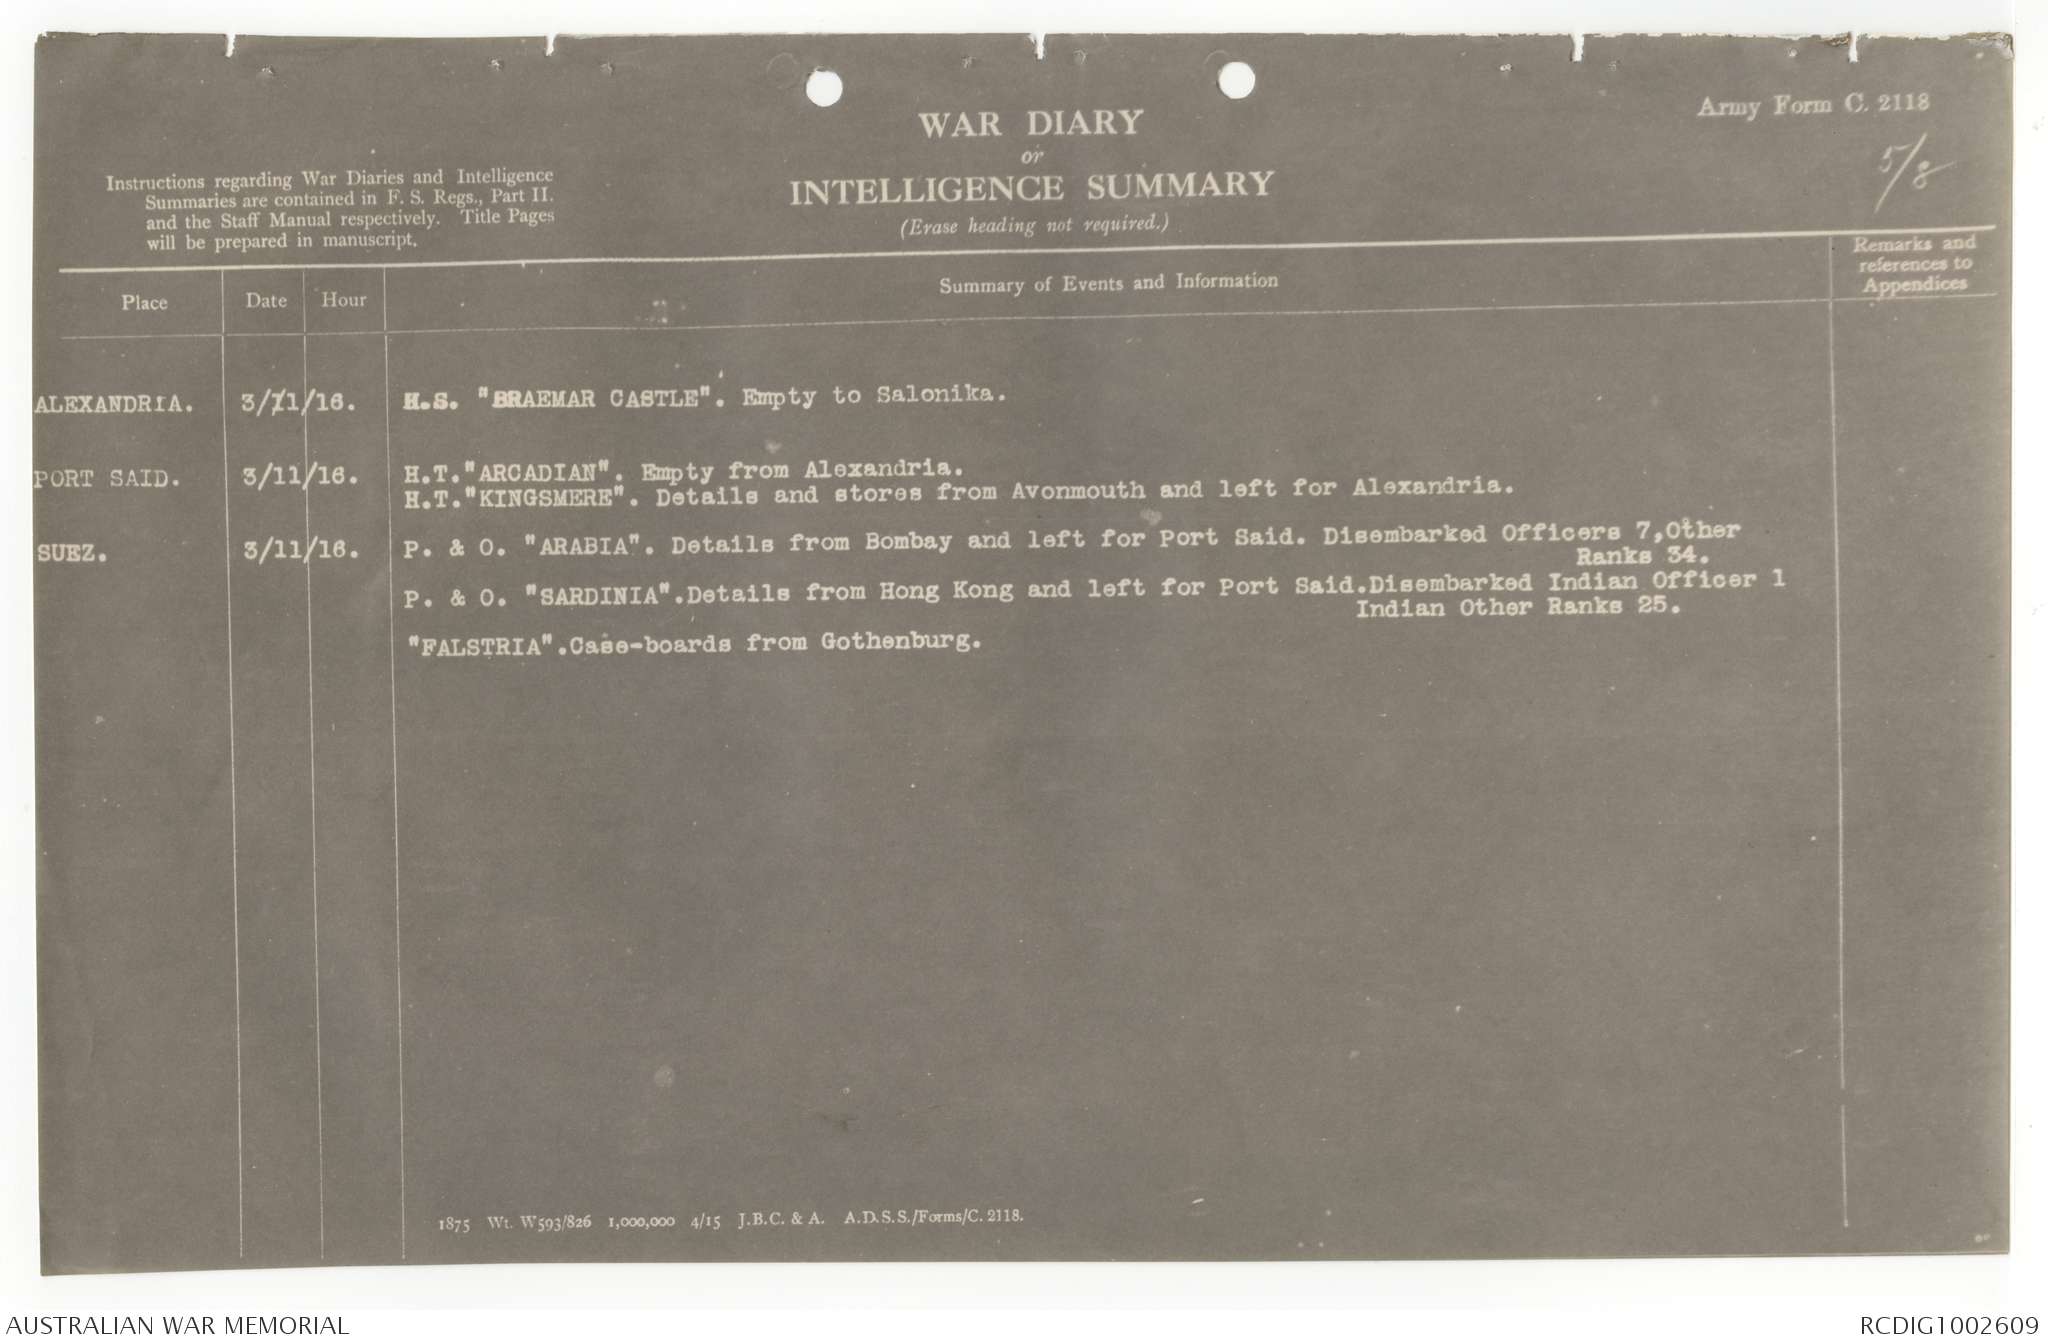 Army Form C. 2118
WAR DIARY
or
INTELLIGENCE SUMMARY
(Erase heading not required.)
5/8
Instructions regarding War Diaries and Intelligence
Summaries are contained in F. S. Regs., Part II.
and the Staff Manual respectively. Title Pages
will be prepared in manuscript.
Place Date Hour Summary of Events and Information Remarks and
references to
Appendices
ALEXANDRIA. 3/11/16. H.S. "BRAEMAR CASTLE". Empty to Salonika.
PORT SAID. 3/11/16. H.T."ARCADIAN". Empty from Alexandria.
H.T."KINGSMERE". Details and stores from Avonmouth and left for Alexandria.
SUEZ. 3/11/16. P. & O. "ARABIA". Details from Bombay and left for Port Said. Disembarked Officers 7,Other
Ranks 34.
P. & O. "SARDINIA".Details from Hong Kong and left for Port Said.Disembarked Indian Officer 1
Indian Other Ranks 25.
"FALSTRIA".Case-boards from Gothenburg.
1875 Wt. W593/826 1,000,000 4/15 J.B.C. & A. A.D.S.S./Forms/C. 2118.
AUSTRALIAN WAR MEMORIAL RCDIG1002609